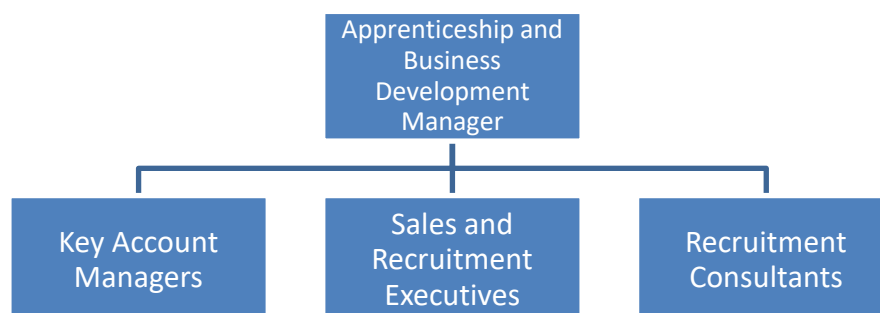 Apprenticeship and
Business
Development
Manager
Key Account
Managers
Sales and
Recruitment
Executives
Recruitment
Consultants